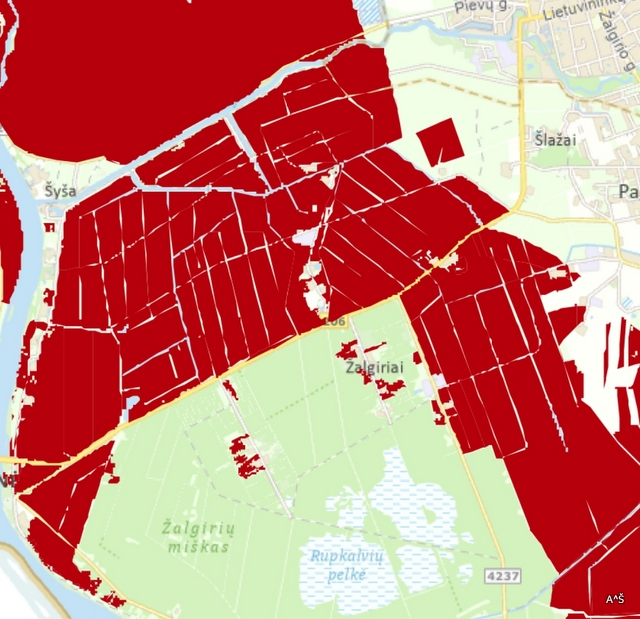 Pievų g.
Lietuvininkų
Žalgirio g.
Šlažai
Pa
Šyša
206
Žalgiriai
Žalgirių
miškas
Rupkalvių
pelkė
4237
A^Š